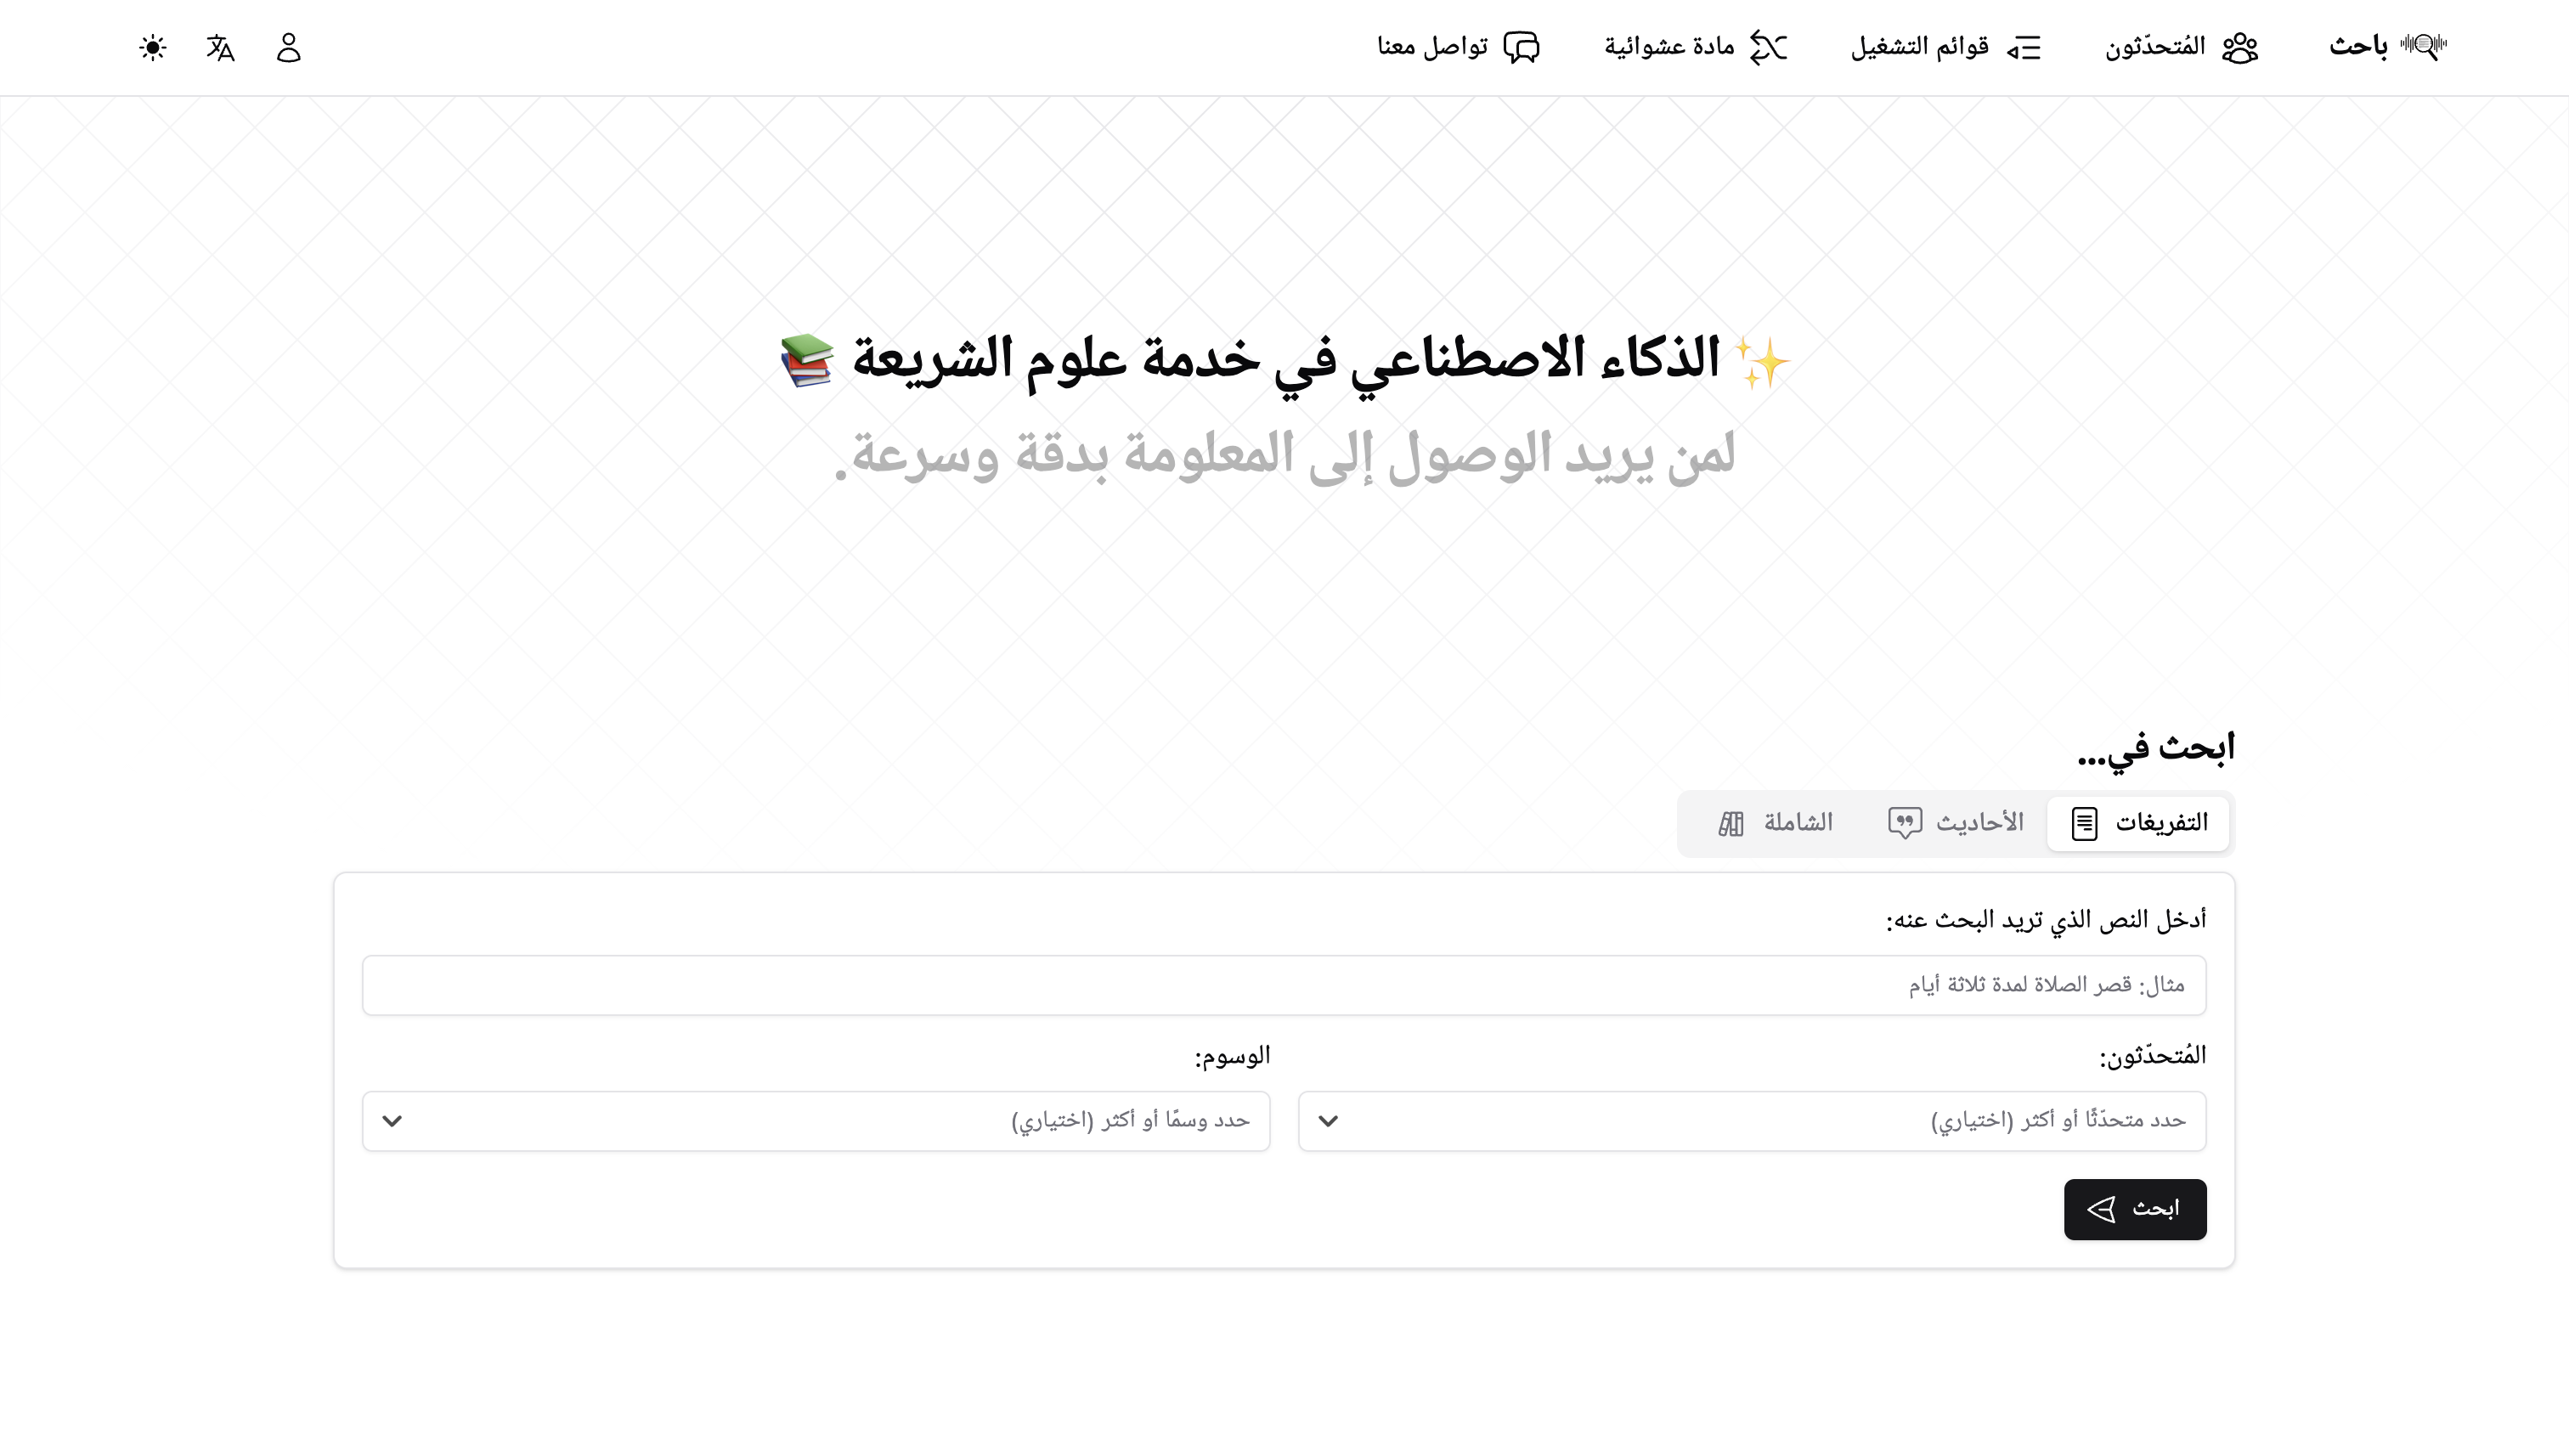 باحث
المُتحدّثون
قوائم التشغيل
مادة عشوائية
تواصل معنا
✨ الذكاء الاصطناعي في خدمة علوم الشريعة 📚
لمن يريد الوصول إلى المعلومة بدقة وسرعة.
ابحث في...
التفريغات
الأحاديث
الشاملة
أدخل النص الذي تريد البحث عنه:
مثال: قصر الصلاة لمدة ثلاثة أيام
المُتحدّثون:
حدد متحدّثًا أو أكثر (اختياري)
الوسوم:
حدد وسمًا أو أكثر (اختياري)
ابحث